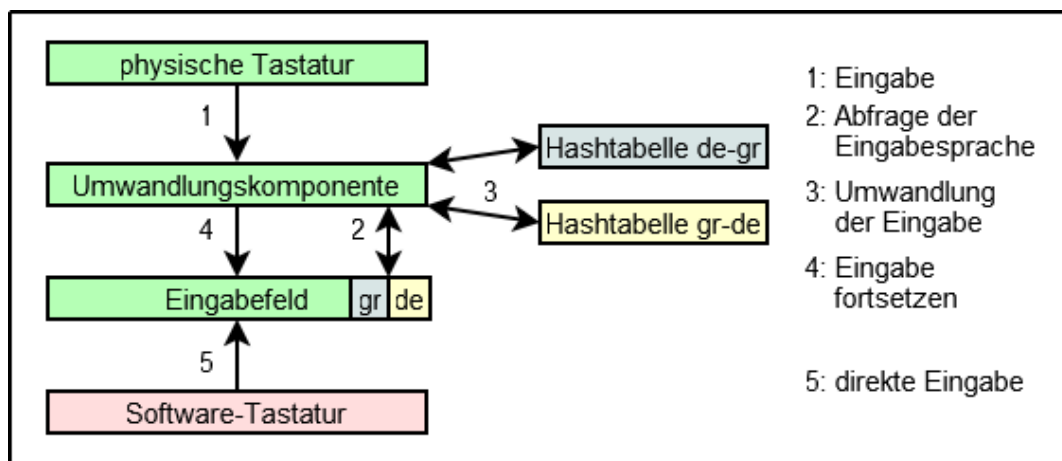 physische Tastatur
1
Umwandlungskomponente
Hashtabelle de-gr
3
Hashtabelle gr-de
4
2
Eingabefeld
gr
de
5
Software-Tastatur
1: Eingabe
2: Abfrage der
Eingabesprache
3: Umwandlung
der Eingabe
4: Eingabe
fortsetzen
5: direkte Eingabe